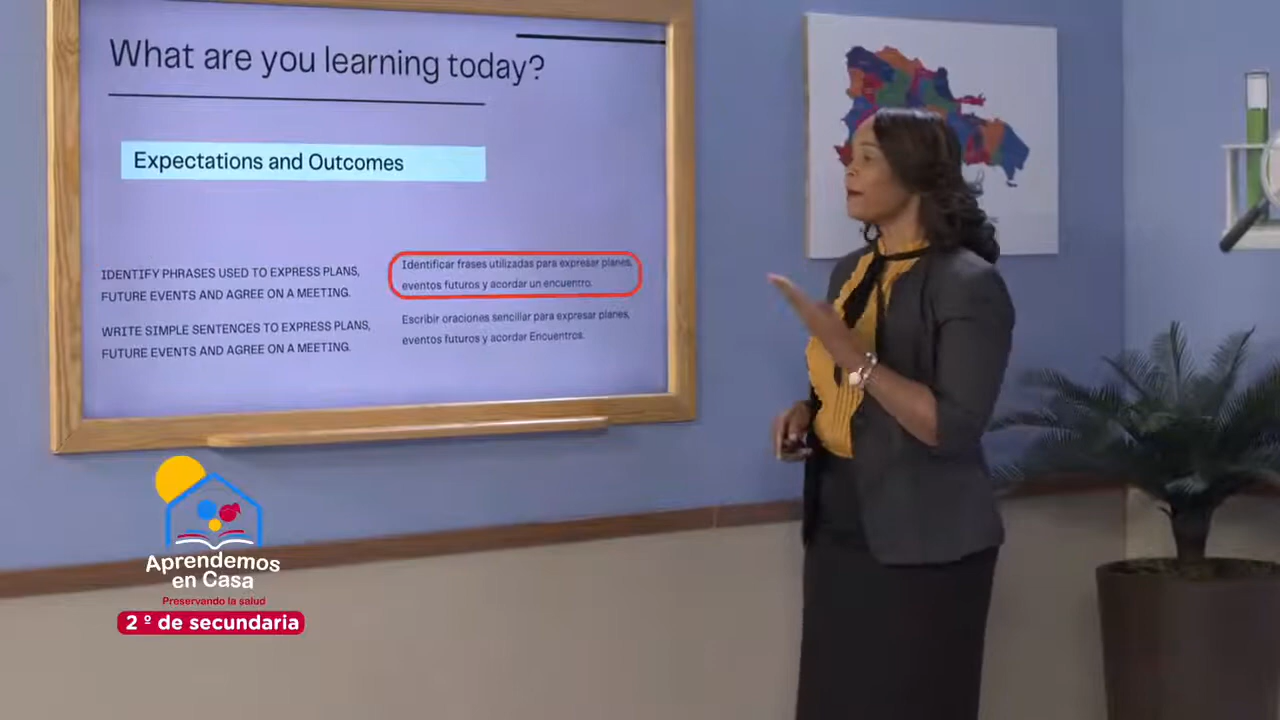 What are you learning today?
Expectations and Outcomes
IDENTIFY PHRASES USED TO EXPRESS PLANS,
FUTURE EVENTS AND AGREE ON A MEETING.
WRITE SIMPLE SENTENCES TO EXPRESS PLANS,
FUTURE EVENTS AND AGREE ON A MEETING.
Identificar frases utilizadas para expresar planes,
eventos futuros y acordar un encuentro.
Escribir oraciones sencillar para expresar planes,
eventos futuros y acordar Encuentros.
Aprendemos
en Casa
Preservando la salud
2 º de secundaria